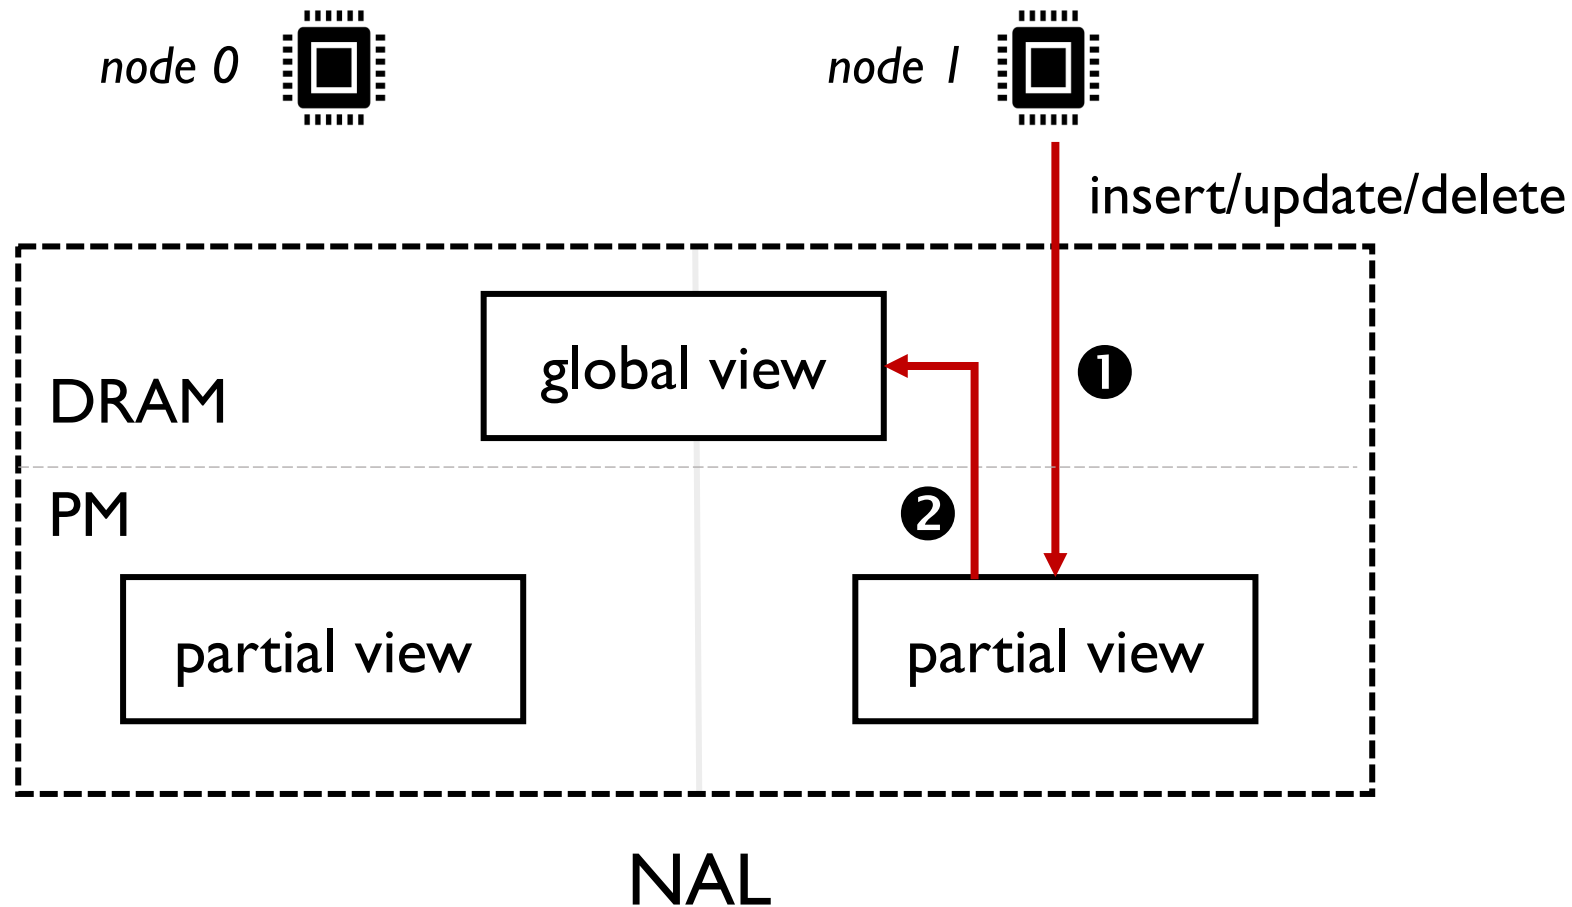 node 0
node 1
insert/update/delete
global view
❶
DRAM
❷
PM
partial view
partial view
NAL